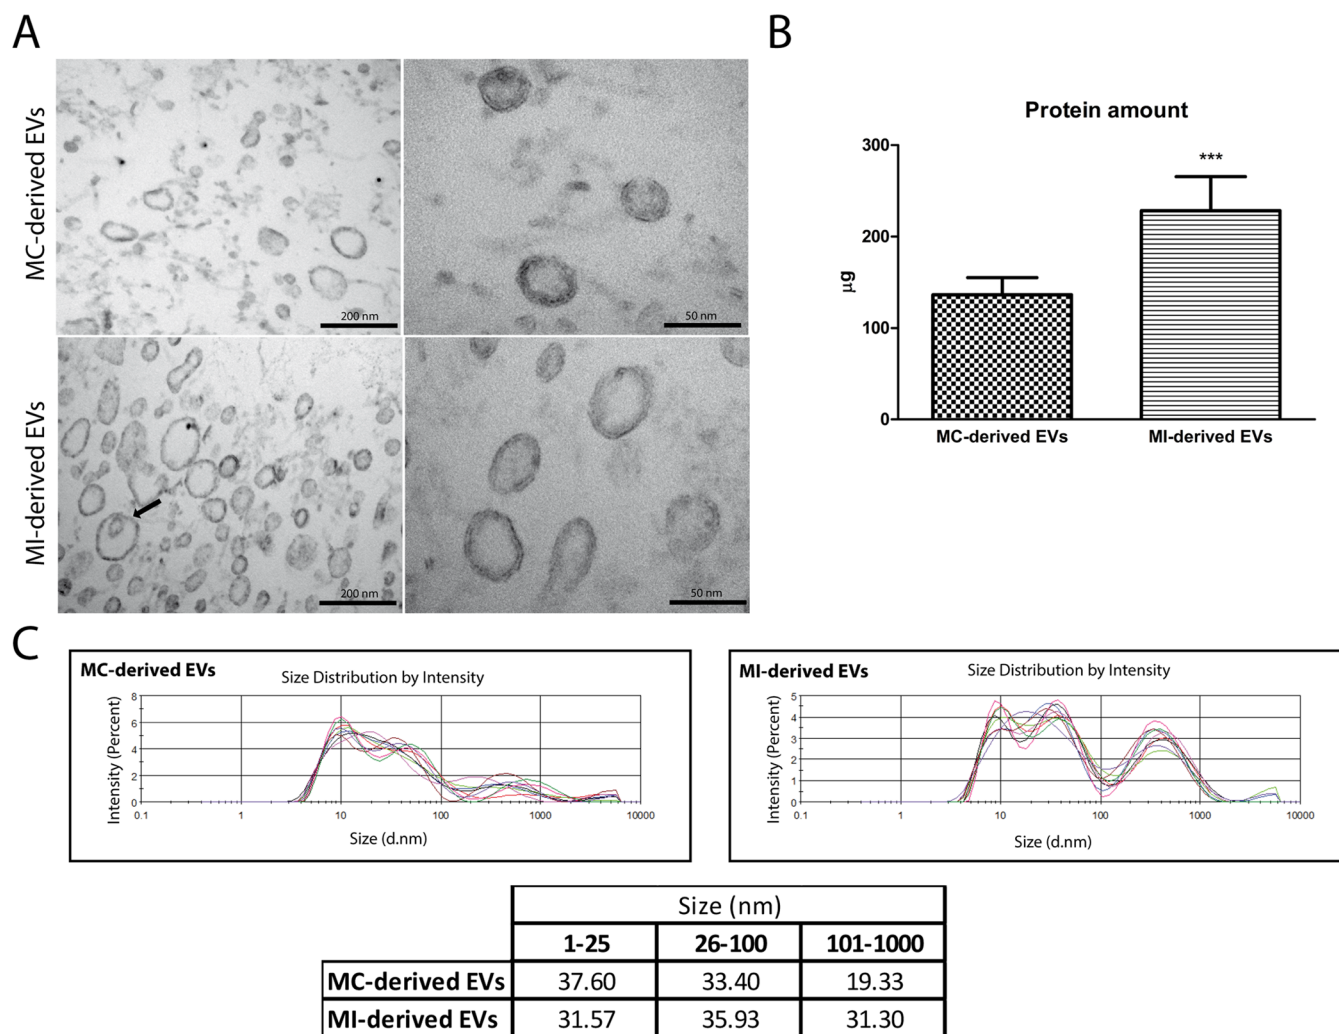 A
B
MC-derived EVs
200 nm
50 nm
MI-derived EVs
200 nm
50 nm
Protein amount
***
300
200
100
0
µg
MC-derived EVs MI-derived EVs
C
MC-derived EVs
Size Distribution by Intensity
Intensity (Percent)
8
6
4
2
0
0.1 1 10 100 1000 10000
Size (d.nm)
MI-derived EVs
Size Distribution by Intensity
Intensity (Percent)
5
4
3
2
1
0
0.1 1 10 100 1000 10000
Size (d.nm)
Size (nm)
1-25 26-100 101-1000
MC-derived EVs 37.60 33.40 19.33
MI-derived EVs 31.57 35.93 31.30